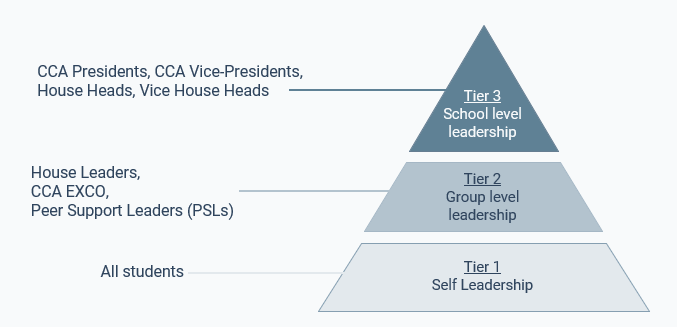 CCA Presidents, CCA Vice-Presidents,
House Heads, Vice House Heads
Tier 3
School level
leadership
House Leaders,
CCA EXCO,
Peer Support Leaders (PSLs)
Tier 2
Group level
leadership
All students
Tier 1
Self Leadership